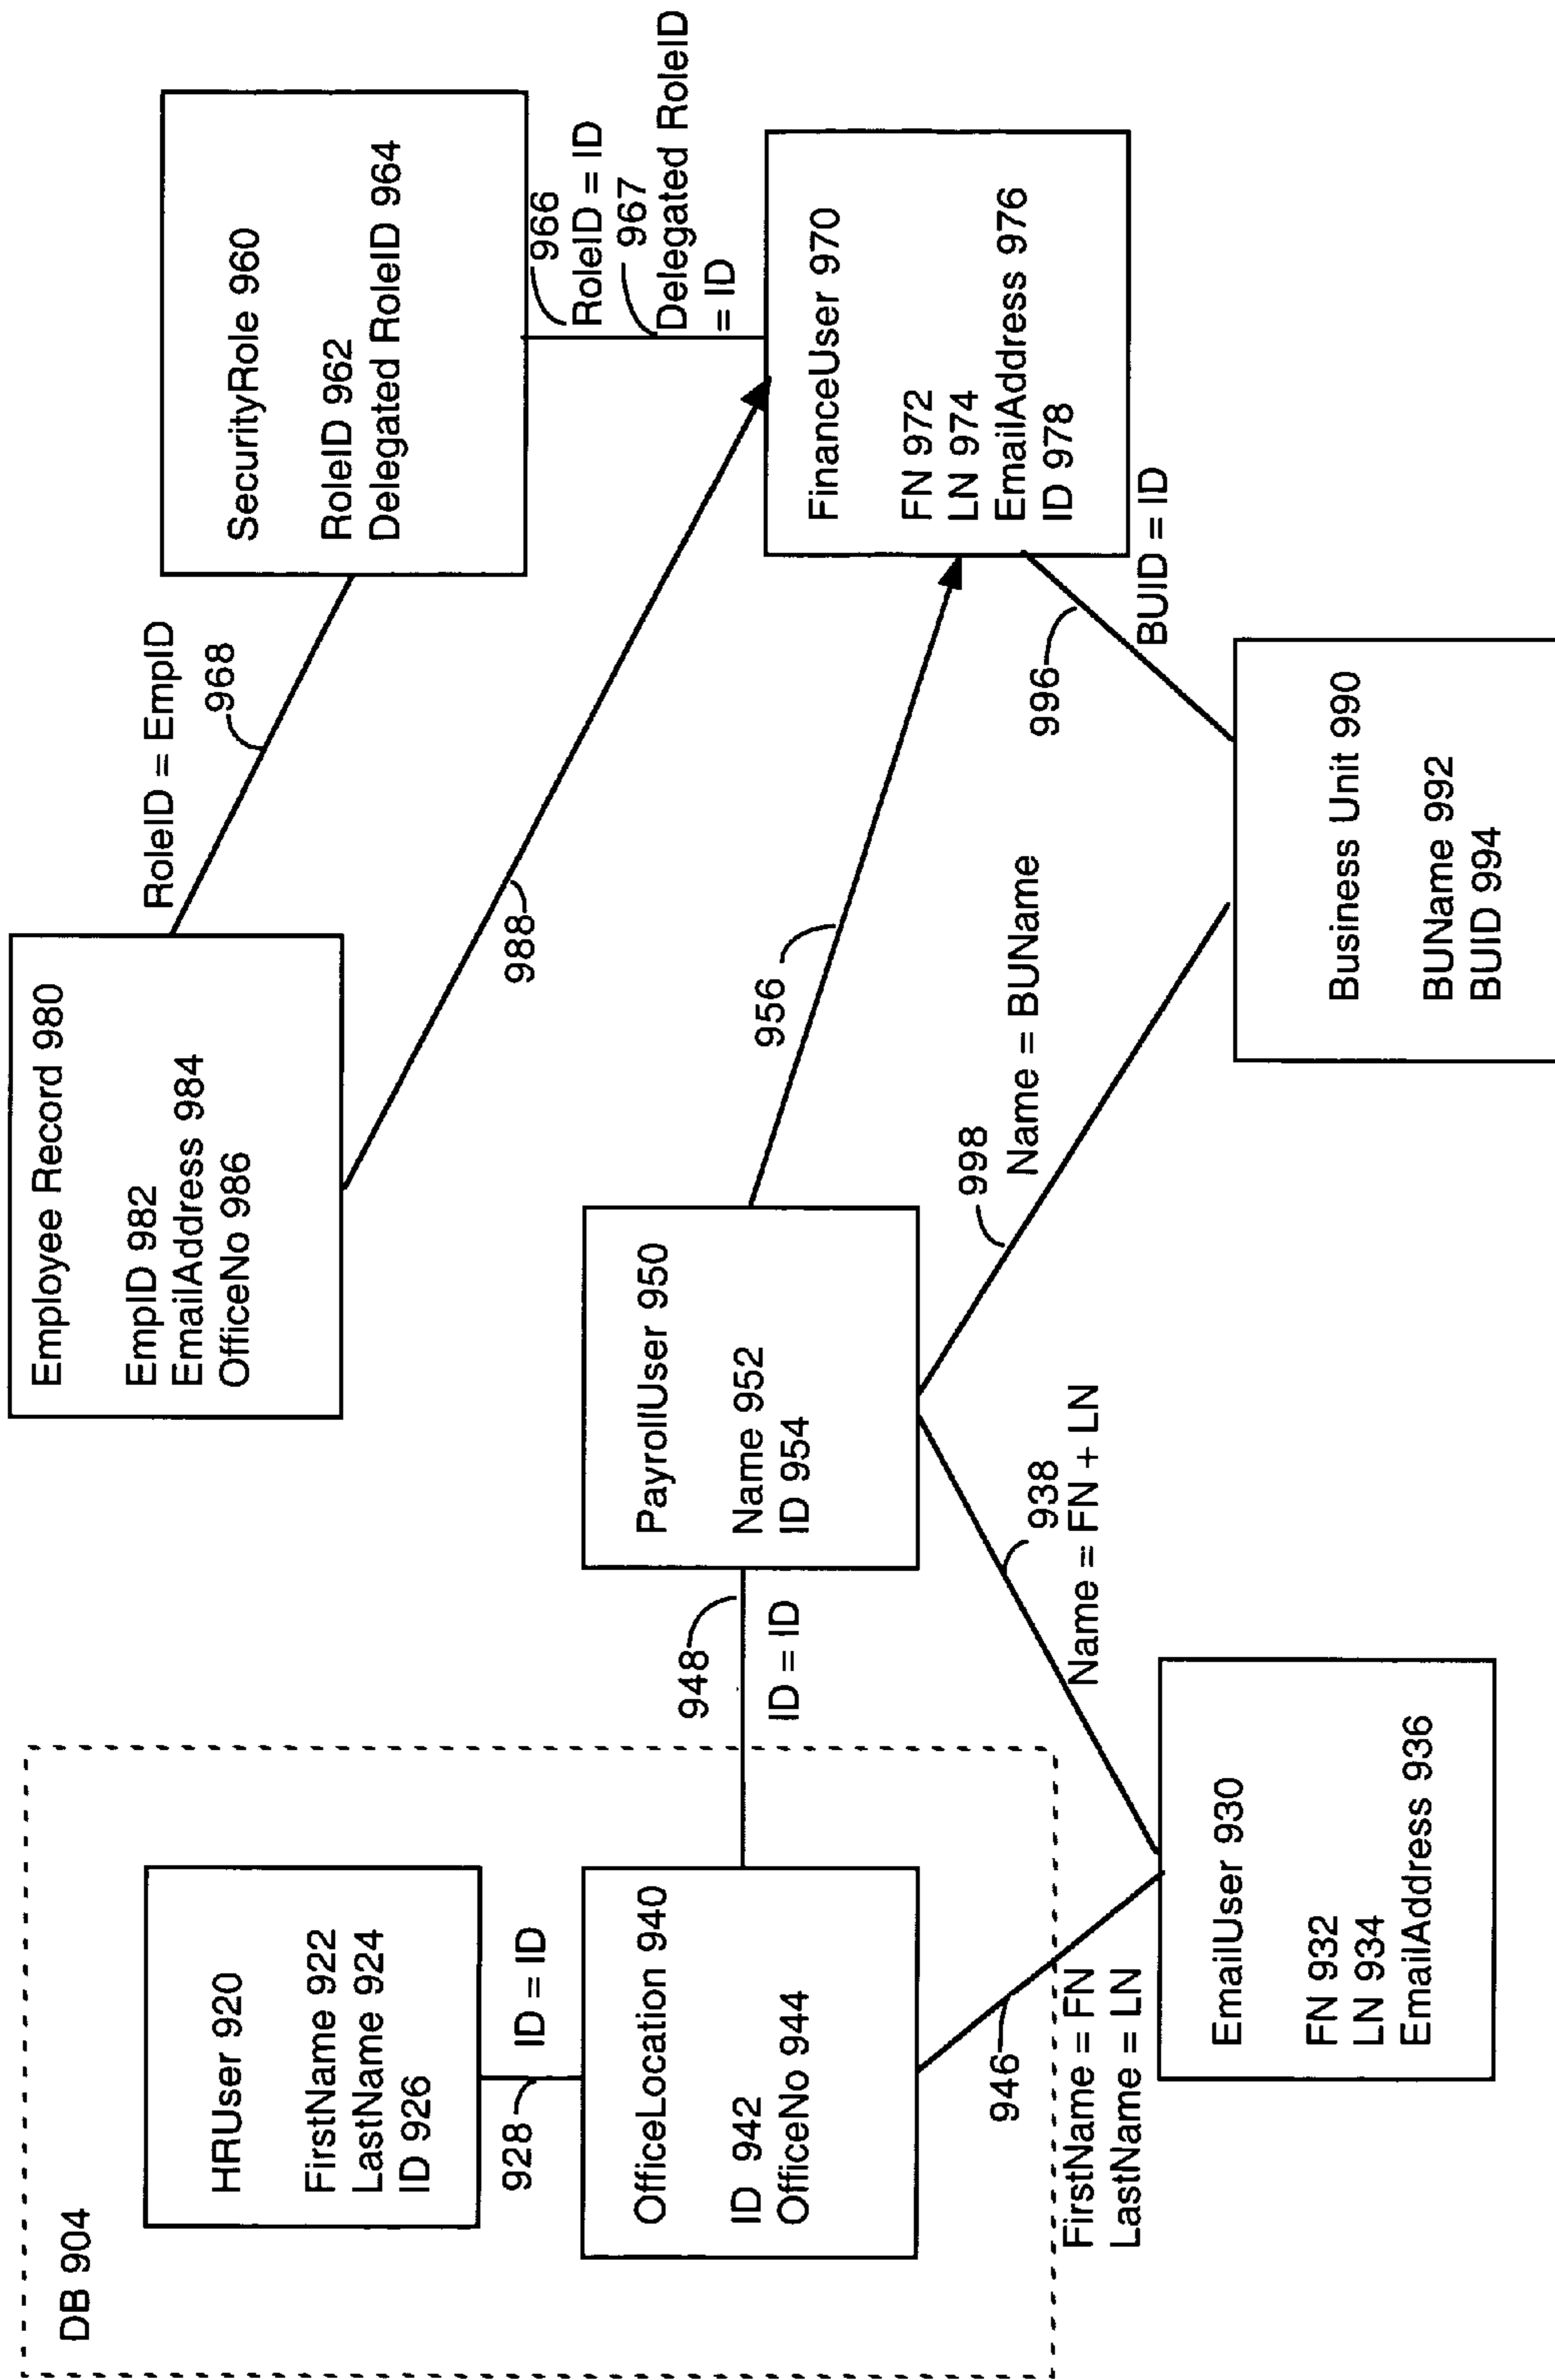 DB 904
HRUser 920
FirstName 922
LastName 924
ID 926
928
ID = ID
OfficeLocation 940
ID 942
OfficeNo 944
946
FirstName = FN
LastName = LN
EmailUser 930
FN 932
LN 934
EmailAddress 936
948
ID = ID
938
Name = FN + LN
PayrollUser 950
Name 952
ID 954
Employee Record 980
EmpID 982
EmailAddress 984
OfficeNo 986
988
956
998
Name = BUName
RoleID = EmpID
968
Business Unit 990
BUName 992
BUID 994
996
BUID = ID
SecurityRole 960
RoleID 962
Delegated RoleID 964
966
RoleID = ID
967
Delegated RoleID
= ID
FinanceUser 970
FN 972
LN 974
EmailAddress 976
ID 978